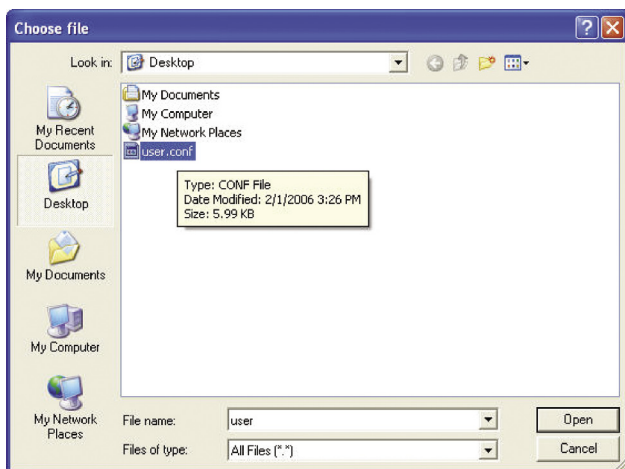 Choose file
Look in:
Desktop
My Recent
Documents
Desktop
My Documents
My Computer
My Network
Places
My Documents
My Computer
My Network Places
user.conf
Type: CONF File
Date Modified: 2/1/2006 3:26 PM
Size: 5.99 KB
File name:
user
Open
Files of type:
All Files (*.*)
Cancel